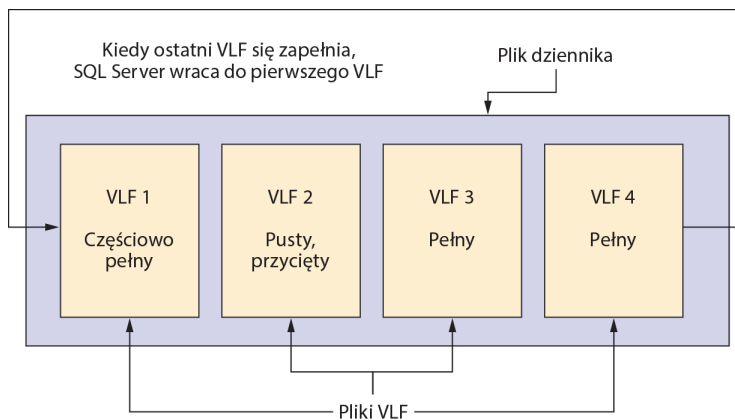 Kiedy ostatni VLF się zapełnia,
SQL Server wraca do pierwszego VLF
Plik dziennika
VLF 1
Częściowo
pełny
VLF 2
Pusty,
przycięty
VLF 3
Pełny
VLF 4
Pełny
Pliki VLF